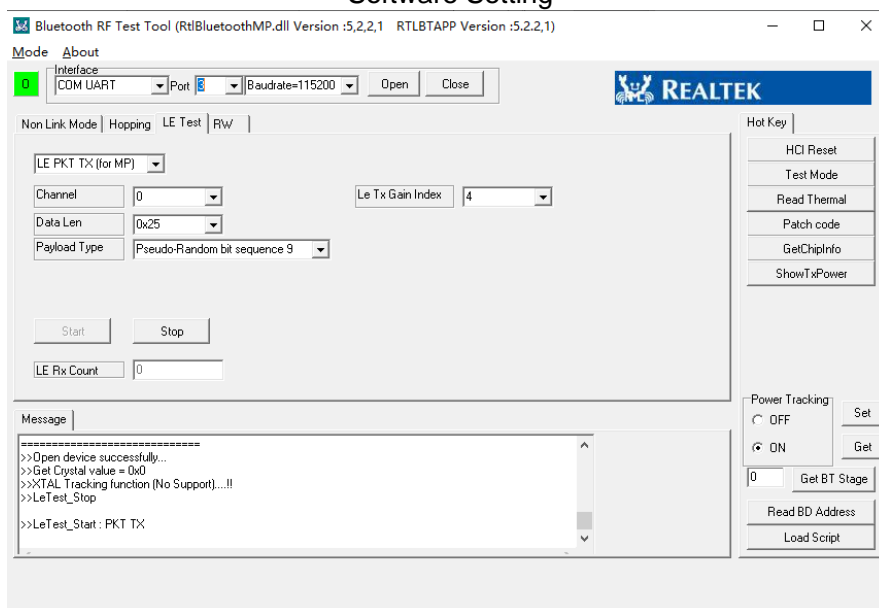 Software Setting
Bluetooth RF Test Tool (RtlBluetoothMP.dll Version :5,2,2,1 RTLBTAPP Version :5.2.2,1)
Mode About
Interface
0 COM UART Port 3 Baudrate=115200 Open Close
REALTEK
Non Link Mode Hopping LE Test RW
Hot Key
LE PKT TX (for MP)
HCI Reset
Test Mode
Channel 0 Le Tx Gain Index 4
Read Thermal
Data Len 0x25
Patch code
Payload Type Pseudo-Random bit sequence 9
GetChipInfo
ShowTxPower
Start Stop
LE Rx Count 0
Power Tracking
OFF Set
ON Get
0 Get BT Stage
Read BD Address
Load Script
Message
==============================
>>Open device successfully...
>>Get Crystal value = 0x0
>>XTAL Tracking function (No Support)....!!
>>LeTest_Stop
>>LeTest_Start : PKT TX